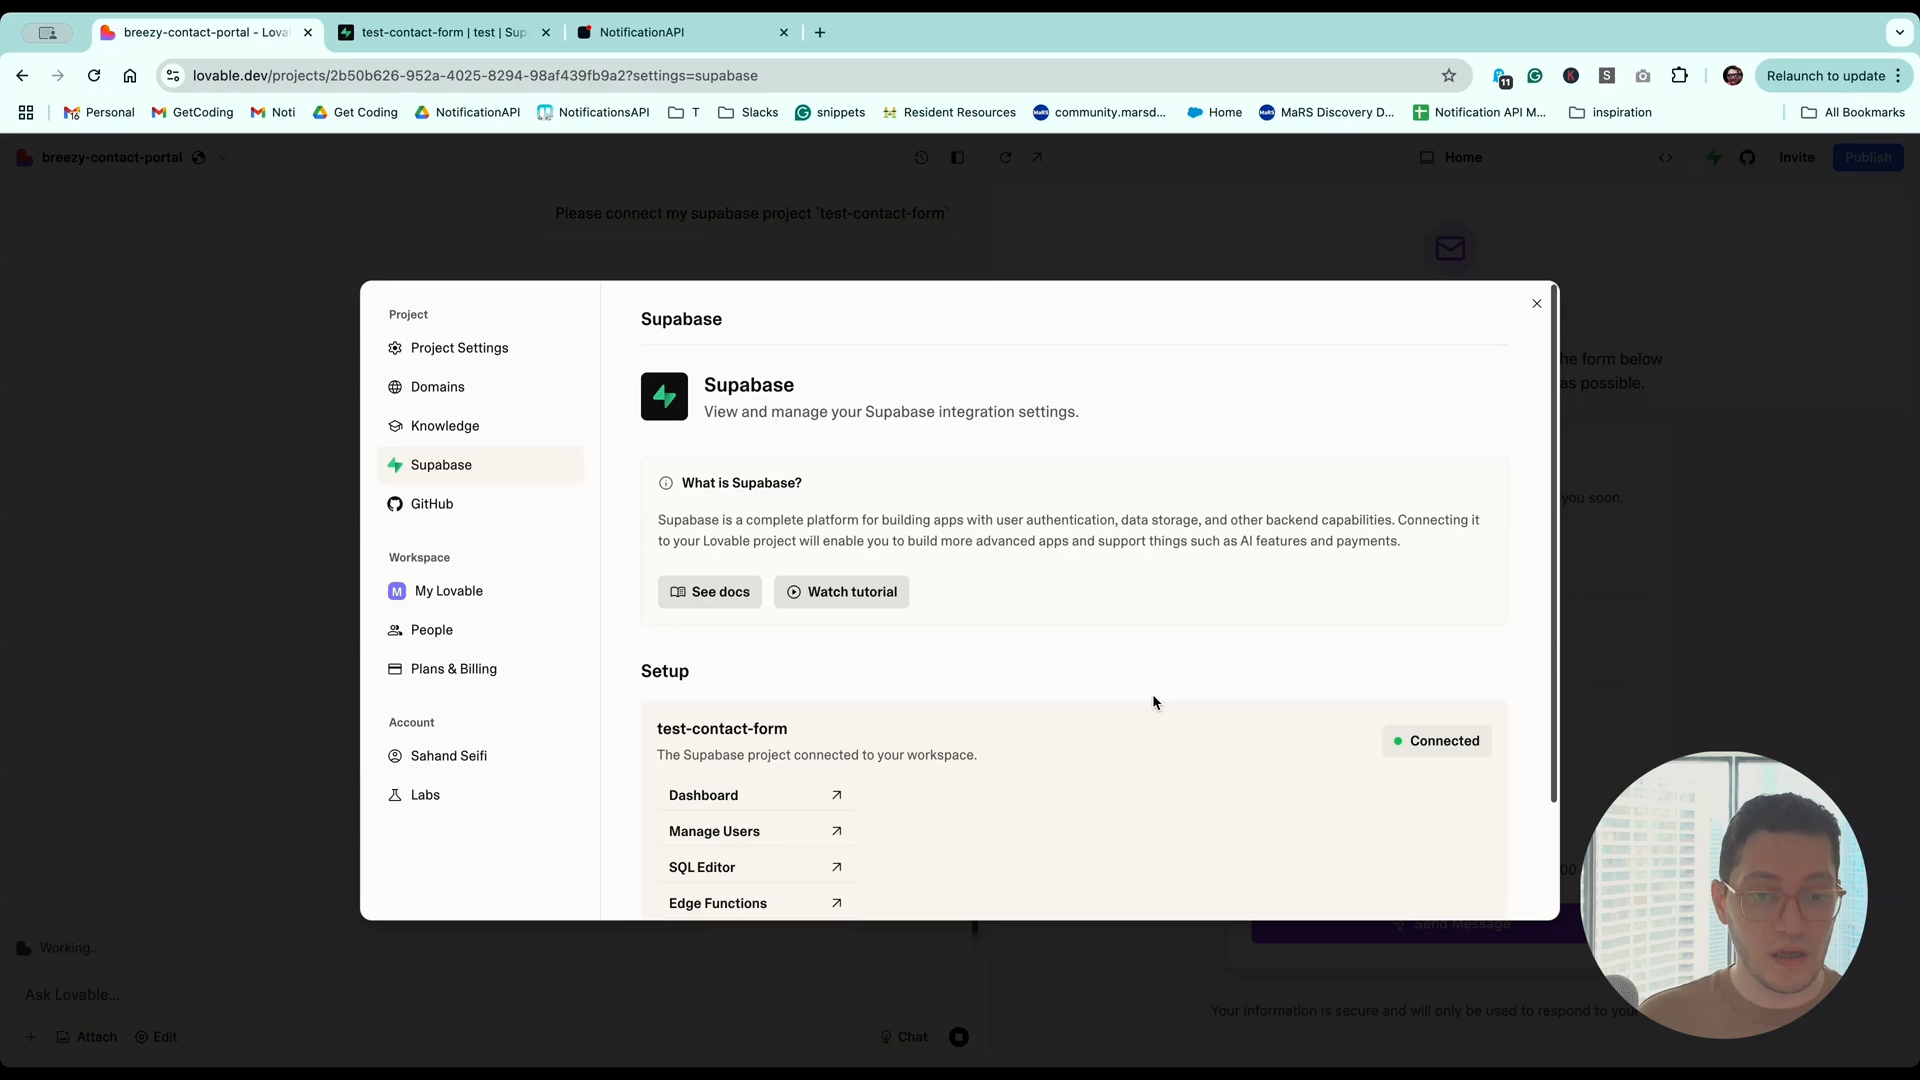 breezy-contact-portal - Lova
test-contact-form | test | Sup
NotificationAPI
lovable.dev/projects/2b50b626-952a-4025-8294-98af439fb9a2?settings=supabase
11
S
K
Relaunch to update
Personal
GetCoding
Noti
Get Coding
NotificationAPI
NotificationsAPI
T
Slacks
snippets
Resident Resources
community.marsd...
Home
MaRS Discovery D...
Notification API M...
inspiration
All Bookmarks
breezy-contact-portal
Home
Invite
Publish
Please connect my supabase project `test-contact-form`
he form below
as possible.
Project
Project Settings
Domains
Knowledge
Supabase
GitHub
Workspace
M My Lovable
People
Plans & Billing
Account
Sahand Seifi
Labs
Supabase
Supabase
View and manage your Supabase integration settings.
What is Supabase?
Supabase is a complete platform for building apps with user authentication, data storage, and other backend capabilities. Connecting it
to your Lovable project will enable you to build more advanced apps and support things such as AI features and payments.
See docs
Watch tutorial
Setup
test-contact-form
The Supabase project connected to your workspace.
Connected
Dashboard
Manage Users
SQL Editor
Edge Functions
you soon.
00
Send Message
Your information is secure and will only be used to respond to you
Working...
Ask Lovable...
Attach
Edit
Chat